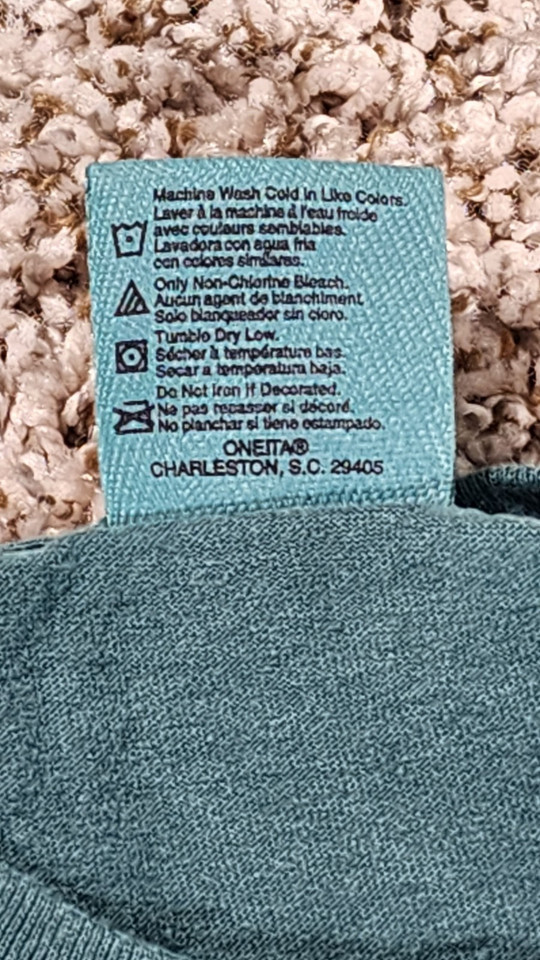 Machine Wash Cold In Like Colors.
Laver à la machine à l'eau froide
avec couleurs semblables.
Lavadora con agua fria
con colores similares.
Only Non-Chlorine Bleach.
Aucun agent de blanchiment
Solo blanqueador sin cloro.
Tumble Dry Low.
Sécher à température bas.
Secar a temperatura baja.
Do Not Iron If Decorated.
Ne pas repasser si décoré.
No planchar si tiene estampado.
ONEITA®
CHARLESTON, S.C. 29405